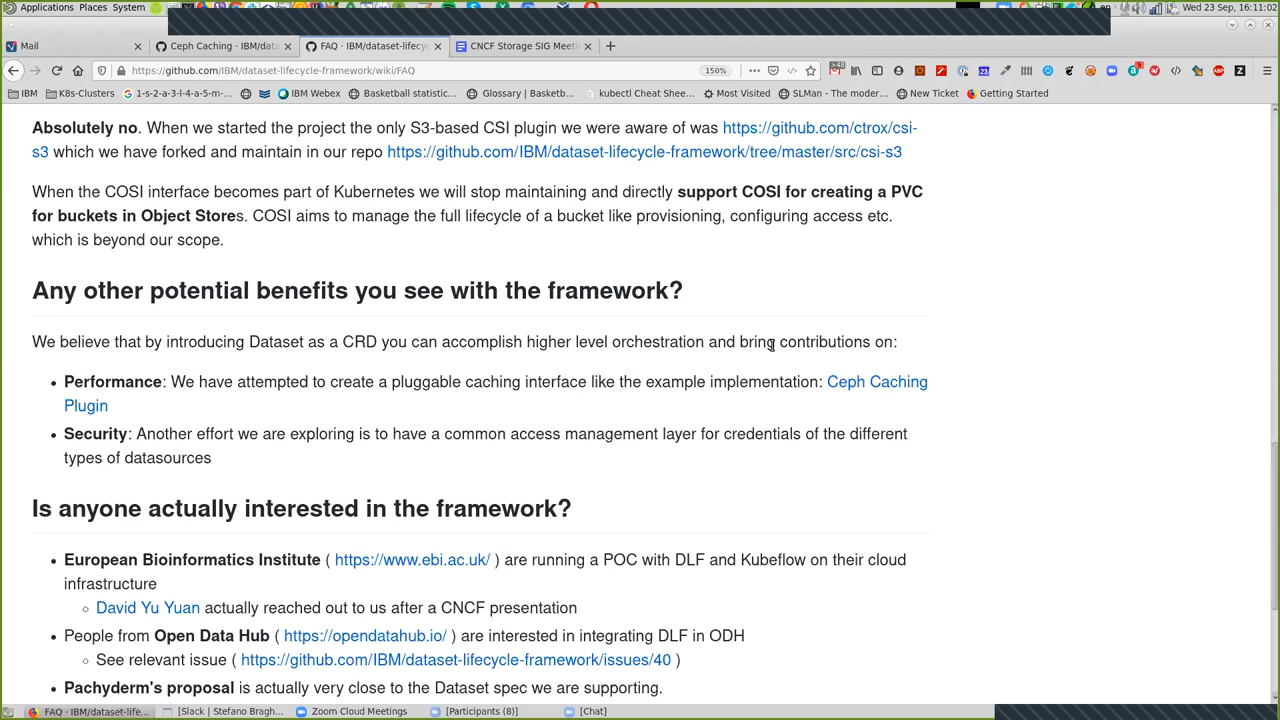 Applications Places System
Wed 23 Sep, 16:11:02
Mail
Ceph Caching · IBM/data
FAQ · IBM/dataset-lifecyc
CNCF Storage SIG Meeti
https://github.com/IBM/dataset-lifecycle-framework/wiki/FAQ
150%
IBM
K8s-Clusters
1-s-2-a-3-l-4-a-5-m-...
IBM Webex
Basketball statistic...
Glossary | Basketb...
kubectl Cheat Shee...
Most Visited
SLMan - The moder...
New Ticket
Getting Started
Absolutely no. When we started the project the only S3-based CSI plugin we were aware of was https://github.com/ctrox/csi-
s3 which we have forked and maintain in our repo https://github.com/IBM/dataset-lifecycle-framework/tree/master/src/csi-s3
When the COSI interface becomes part of Kubernetes we will stop maintaining and directly support COSI for creating a PVC
for buckets in Object Stores. COSI aims to manage the full lifecycle of a bucket like provisioning, configuring access etc.
which is beyond our scope.
Any other potential benefits you see with the framework?
We believe that by introducing Dataset as a CRD you can accomplish higher level orchestration and bring contributions on:
• Performance: We have attempted to create a pluggable caching interface like the example implementation: Ceph Caching
Plugin
• Security: Another effort we are exploring is to have a common access management layer for credentials of the different
types of datasources
Is anyone actually interested in the framework?
• European Bioinformatics Institute ( https://www.ebi.ac.uk/ ) are running a POC with DLF and Kubeflow on their cloud
infrastructure
○ David Yu Yuan actually reached out to us after a CNCF presentation
• People from Open Data Hub ( https://opendatahub.io/ ) are interested in integrating DLF in ODH
○ See relevant issue ( https://github.com/IBM/dataset-lifecycle-framework/issues/40 )
• Pachyderm's proposal is actually very close to the Dataset spec we are supporting.
FAQ · IBM/dataset-life...
[Slack | Stefano Bragh...
Zoom Cloud Meetings
[Participants (8)]
[Chat]